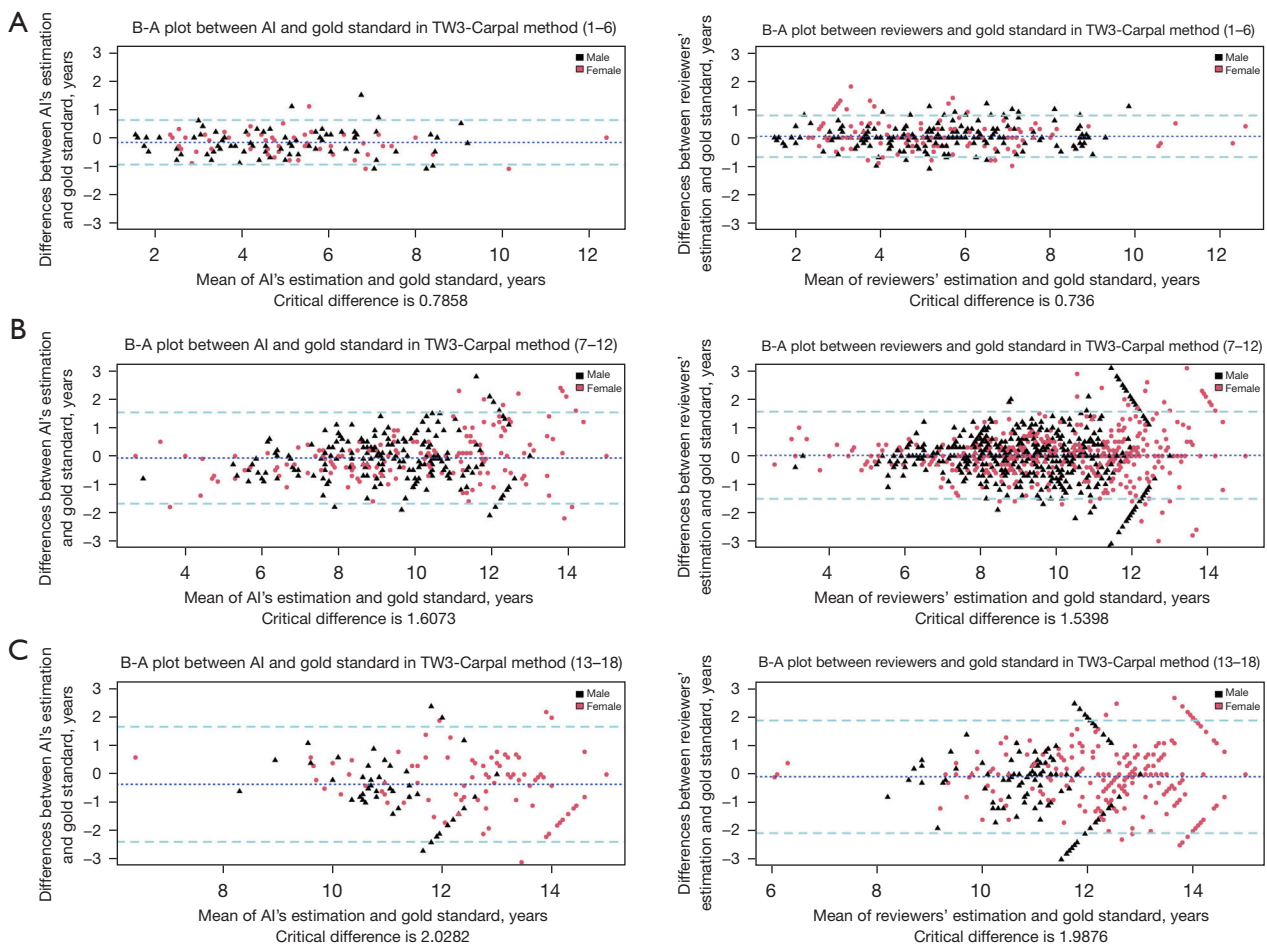 A
B-A plot between AI and gold standard in TW3-Carpal method (1–6)
Differences between AI’s estimation
and gold standard, years
3
2
1
0
−1
−2
−3
Male
Female
2 4 6 8 10 12
Mean of AI’s estimation and gold standard, years
Critical difference is 0.7858
B-A plot between reviewers and gold standard in TW3-Carpal method (1–6)
Differences between reviewers’
estimation and gold standard, years
3
2
1
0
−1
−2
−3
Male
Female
2 4 6 8 10 12
Mean of reviewers’ estimation and gold standard, years
Critical difference is 0.736
B
B-A plot between AI and gold standard in TW3-Carpal method (7–12)
Differences between AI’s estimation
and gold standard, years
3
2
1
0
−1
−2
−3
Male
Female
4 6 8 10 12 14
Mean of AI’s estimation and gold standard, years
Critical difference is 1.6073
B-A plot between reviewers and gold standard in TW3-Carpal method (7–12)
Differences between reviewers’
estimation and gold standard, years
3
2
1
0
−1
−2
−3
Male
Female
4 6 8 10 12 14
Mean of reviewers’ estimation and gold standard, years
Critical difference is 1.5398
C
B-A plot between AI and gold standard in TW3-Carpal method (13–18)
Differences between AI’s estimation
and gold standard, years
3
2
1
0
−1
−2
−3
Male
Female
8 10 12 14
Mean of AI’s estimation and gold standard, years
Critical difference is 2.0282
B-A plot between reviewers and gold standard in TW3-Carpal method (13–18)
Differences between reviewers’
estimation and gold standard, years
3
2
1
0
−1
−2
−3
Male
Female
6 8 10 12 14
Mean of reviewers’ estimation and gold standard, years
Critical difference is 1.9876